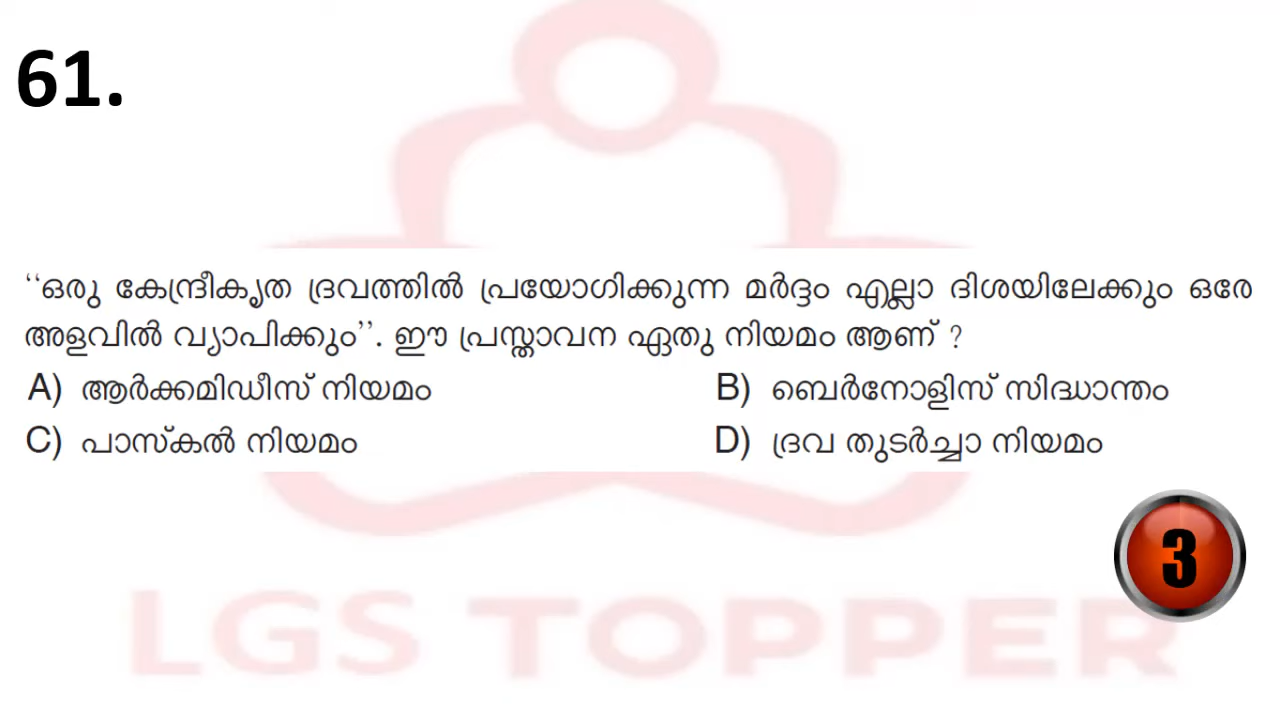 61.
‘‘ഒരു കേന്ദ്രീകൃത ദ്രവത്തിൽ പ്രയോഗിക്കുന്ന മർദ്ദം എല്ലാ ദിശയിലേക്കും ഒരേ
അളവിൽ വ്യാപിക്കും’’. ഈ പ്രസ്താവന ഏതു നിയമം ആണ് ?
A) ആർക്കമിഡീസ് നിയമം B) ബെർനോളിസ് സിദ്ധാന്തം
C) പാസ്കൽ നിയമം D) ദ്രവ തുടർച്ചാ നിയമം
3
LGS TOPPER